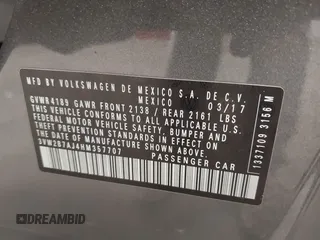 MFD BY VOLKSWAGEN DE MEXICO S.A. DE C.V.
MEXICO 03/17
GVWR 4189 GAWR FRONT 2138 / REAR 2161 LBS
THIS VEHICLE CONFORMS TO ALL APPLICABLE
FEDERAL MOTOR VEHICLE SAFETY, BUMPER AND
THEFT PREVENTION STANDARDS IN EFFECT
ON THE DATE OF MANUFACTURE SHOWN ABOVE
3VW2B7AJ4HM357707
PASSENGER CAR
1337109 3156 M
DREAMBID